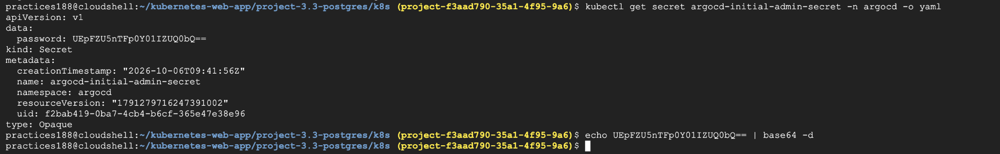 practices188@cloudshell:~/kubernetes-web-app/project-3.3-postgres/k8s (project-f3aad790-35a1-4f95-9a6)$ kubectl get secret argocd-initial-admin-secret -n argocd -o yaml
apiVersion: v1
data:
  password: UEpFZU5nTFp0Y01IZUQ0bQ==
kind: Secret
metadata:
  creationTimestamp: "2026-10-06T09:41:56Z"
  name: argocd-initial-admin-secret
  namespace: argocd
  resourceVersion: "1791279716247391002"
  uid: f2bab419-0ba7-4cb4-b6cf-365e47e38e96
type: Opaque
practices188@cloudshell:~/kubernetes-web-app/project-3.3-postgres/k8s (project-f3aad790-35a1-4f95-9a6)$ echo UEpFZU5nTFp0Y01IZUQ0bQ== | base64 -d
practices188@cloudshell:~/kubernetes-web-app/project-3.3-postgres/k8s (project-f3aad790-35a1-4f95-9a6)$